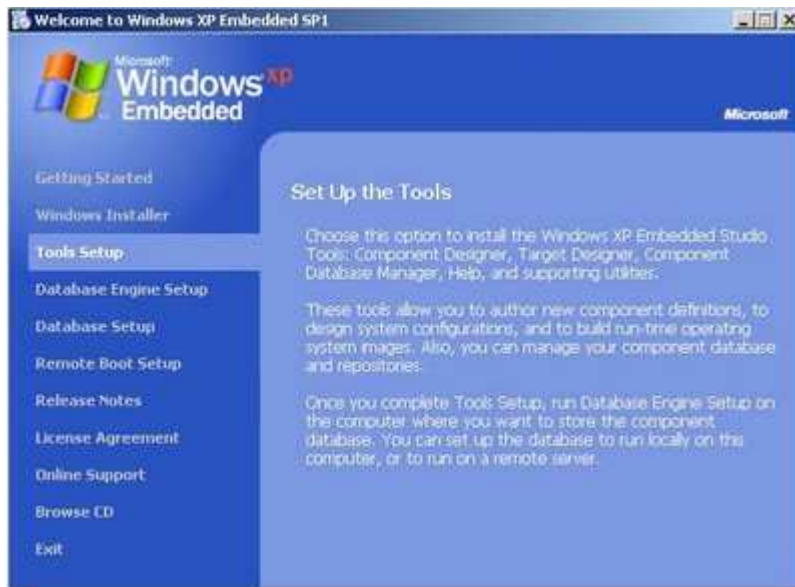 Welcome to Windows XP Embedded SP1
Microsoft
Windows xp
Embedded
Microsoft
Getting Started
Windows Installer
Tools Setup
Database Engine Setup
Database Setup
Remote Boot Setup
Release Notes
License Agreement
Online Support
Browse CD
Exit
Set Up the Tools
Choose this option to install the Windows XP Embedded Studio
Tools: Component Designer, Target Designer, Component
Database Manager, Help, and supporting utilities.
These tools allow you to author new component definitions, to
design system configurations, and to build run-time operating
system images. Also, you can manage your component database
and repositories.
Once you complete Tools Setup, run Database Engine Setup on
the computer where you want to store the component
database. You can set up the database to run locally on this
computer, or to run on a remote server.